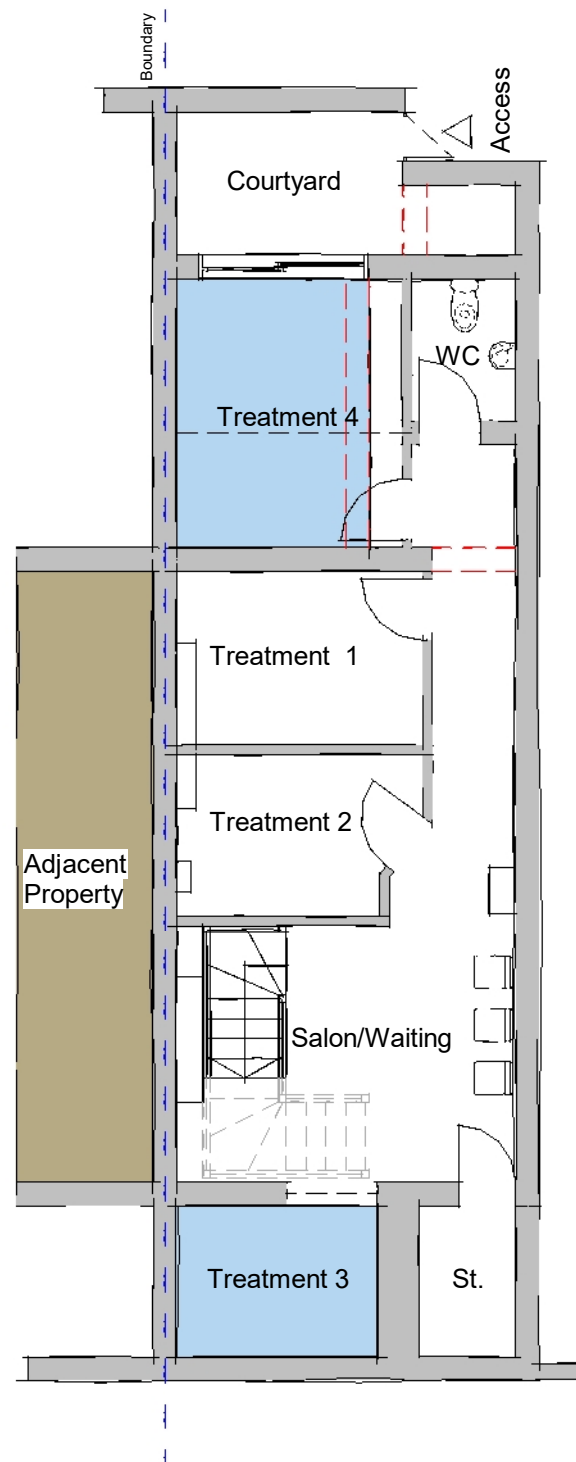 Boundary
Access
Courtyard
WC
Treatment 4
Treatment 1
Treatment 2
Adjacent
Property
Salon/Waiting
Treatment 3
St.